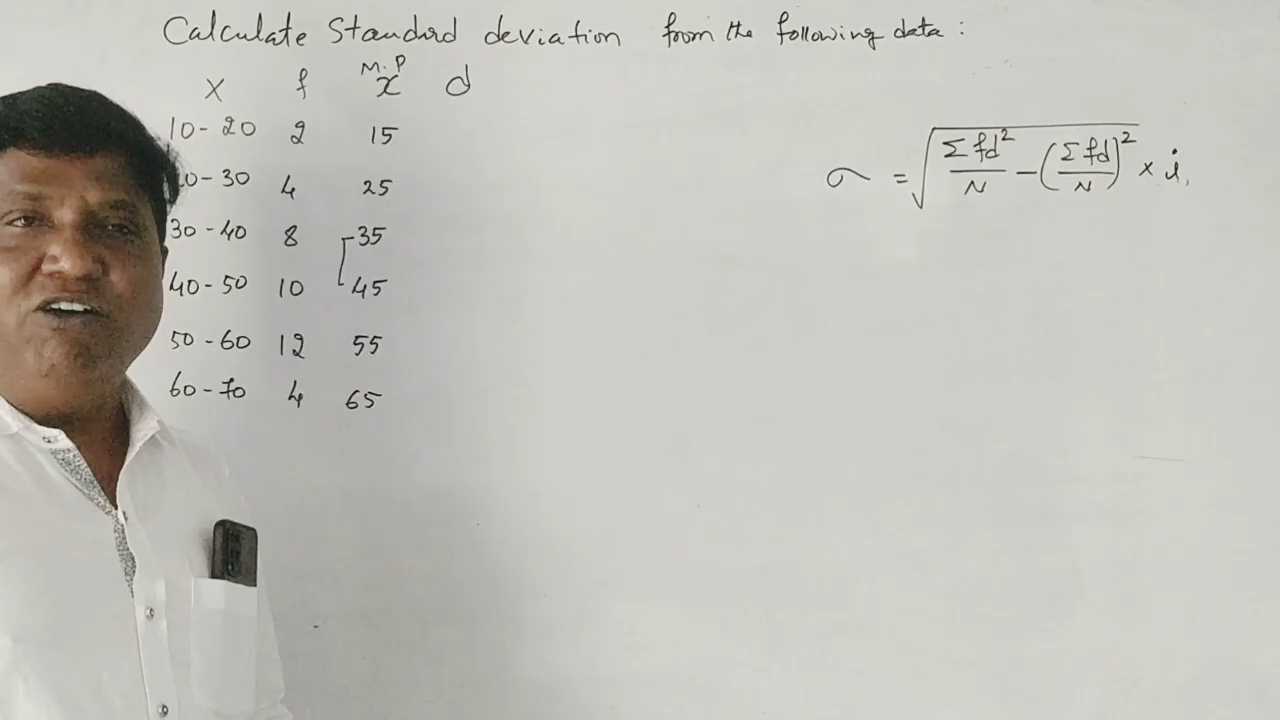 Calculate Standard deviation from the following data :
X f M.P x d
10-20 2 15
0-30 4 25
30-40 8 35
40-50 10 45
50-60 12 55
60-70 4 65
σ = √(Σfd²/N - (Σfd/N)²) × i